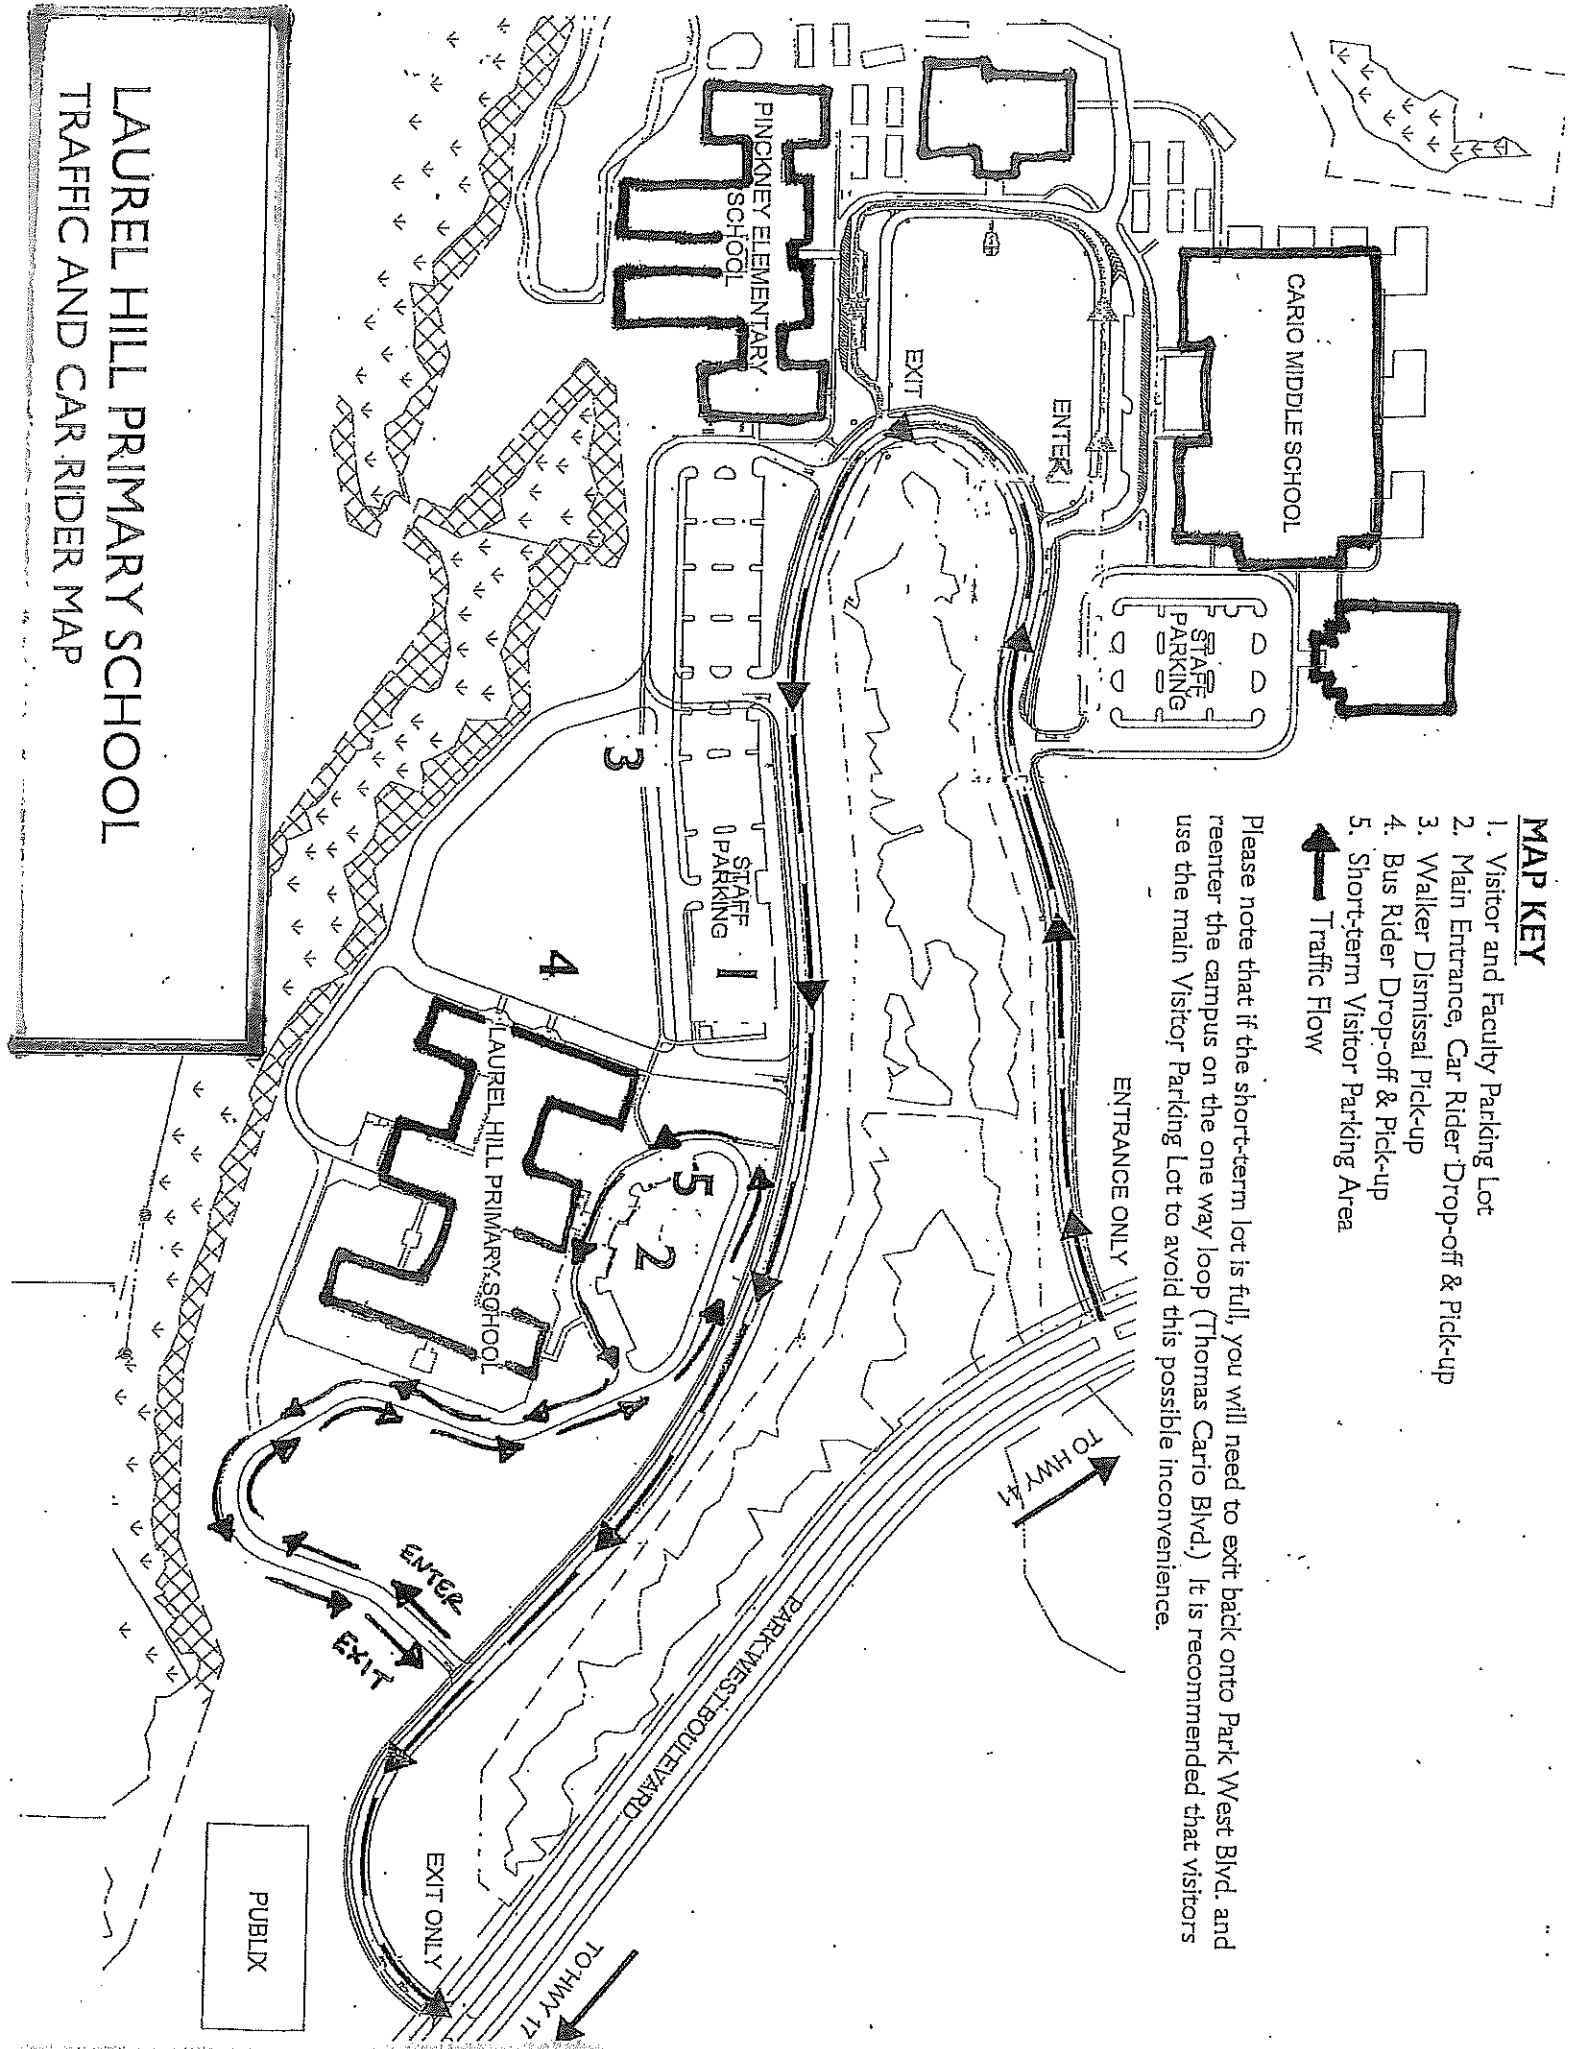 MAP KEY
1. Visitor and Faculty Parking Lot
2. Main Entrance, Car Rider Drop-off & Pick-up
3. Walker Dismissal Pick-up
4. Bus Rider Drop-off & Pick-up
5. Short-term Visitor Parking Area
Traffic Flow
Please note that if the short-term lot is full, you will need to exit back onto Park West Blvd. and
reenter the campus on the one way loop (Thomas Cario Blvd.) It is recommended that visitors
use the main Visitor Parking Lot to avoid this possible inconvenience.
CARIO MIDDLE SCHOOL
STAFF
PARKING
ENTRANCE ONLY
TO HWY 41
ENTER
EXIT
PINCKNEY ELEMENTARY
SCHOOL
PARK WEST BOULEVARD
STAFF
PARKING
1
3
4
5
2
LAUREL HILL PRIMARY SCHOOL
ENTER
EXIT
EXIT ONLY
TO HWY 17
PUBLIX
LAUREL HILL PRIMARY SCHOOL
TRAFFIC AND CAR RIDER MAP